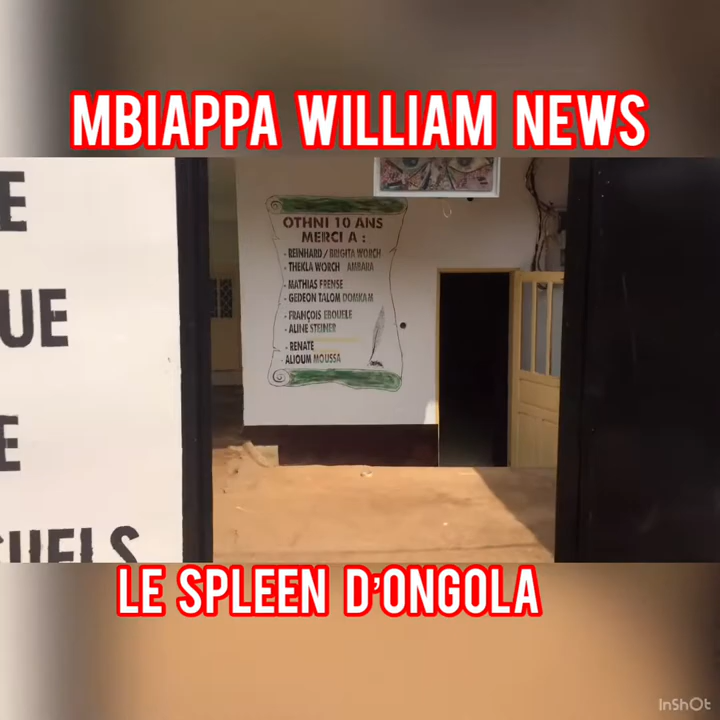 MBIAPPA WILLIAM NEWS
E
UE
E
SUELS
OTHNI 10 ANS
MERCI A :
- REINHARD / BRIGITA WORCH
- THEKLA WORCH AMBARA
- MATHIAS FRENSE
- GEDEON TALOM DOMKAM
- FRANÇOIS EBOUELE
- ALINE STEINER
- RENATE
- ALIOUM MOUSSA
LE SPLEEN D'ONGOLA
InShOt